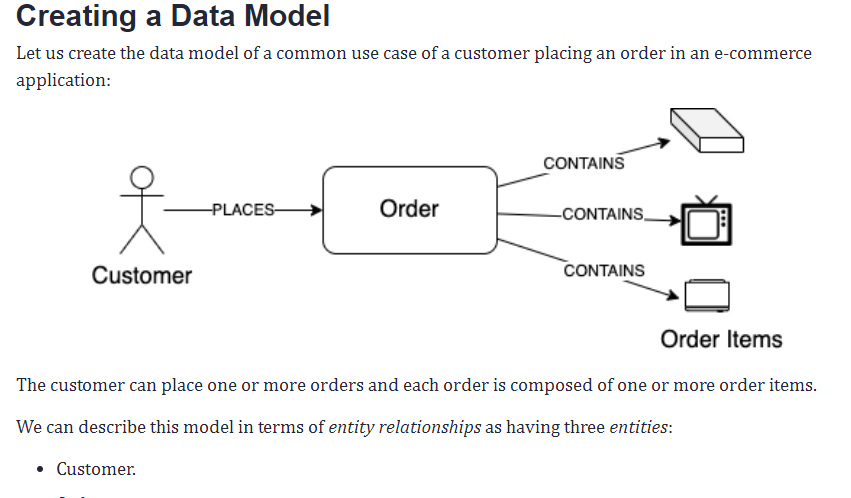 Creating a Data Model
Let us create the data model of a common use case of a customer placing an order in an e-commerce
application:
CONTAINS
PLACES
Order
CONTAINS
Customer
CONTAINS
Order Items
The customer can place one or more orders and each order is composed of one or more order items.
We can describe this model in terms of entity relationships as having three entities:
• Customer.